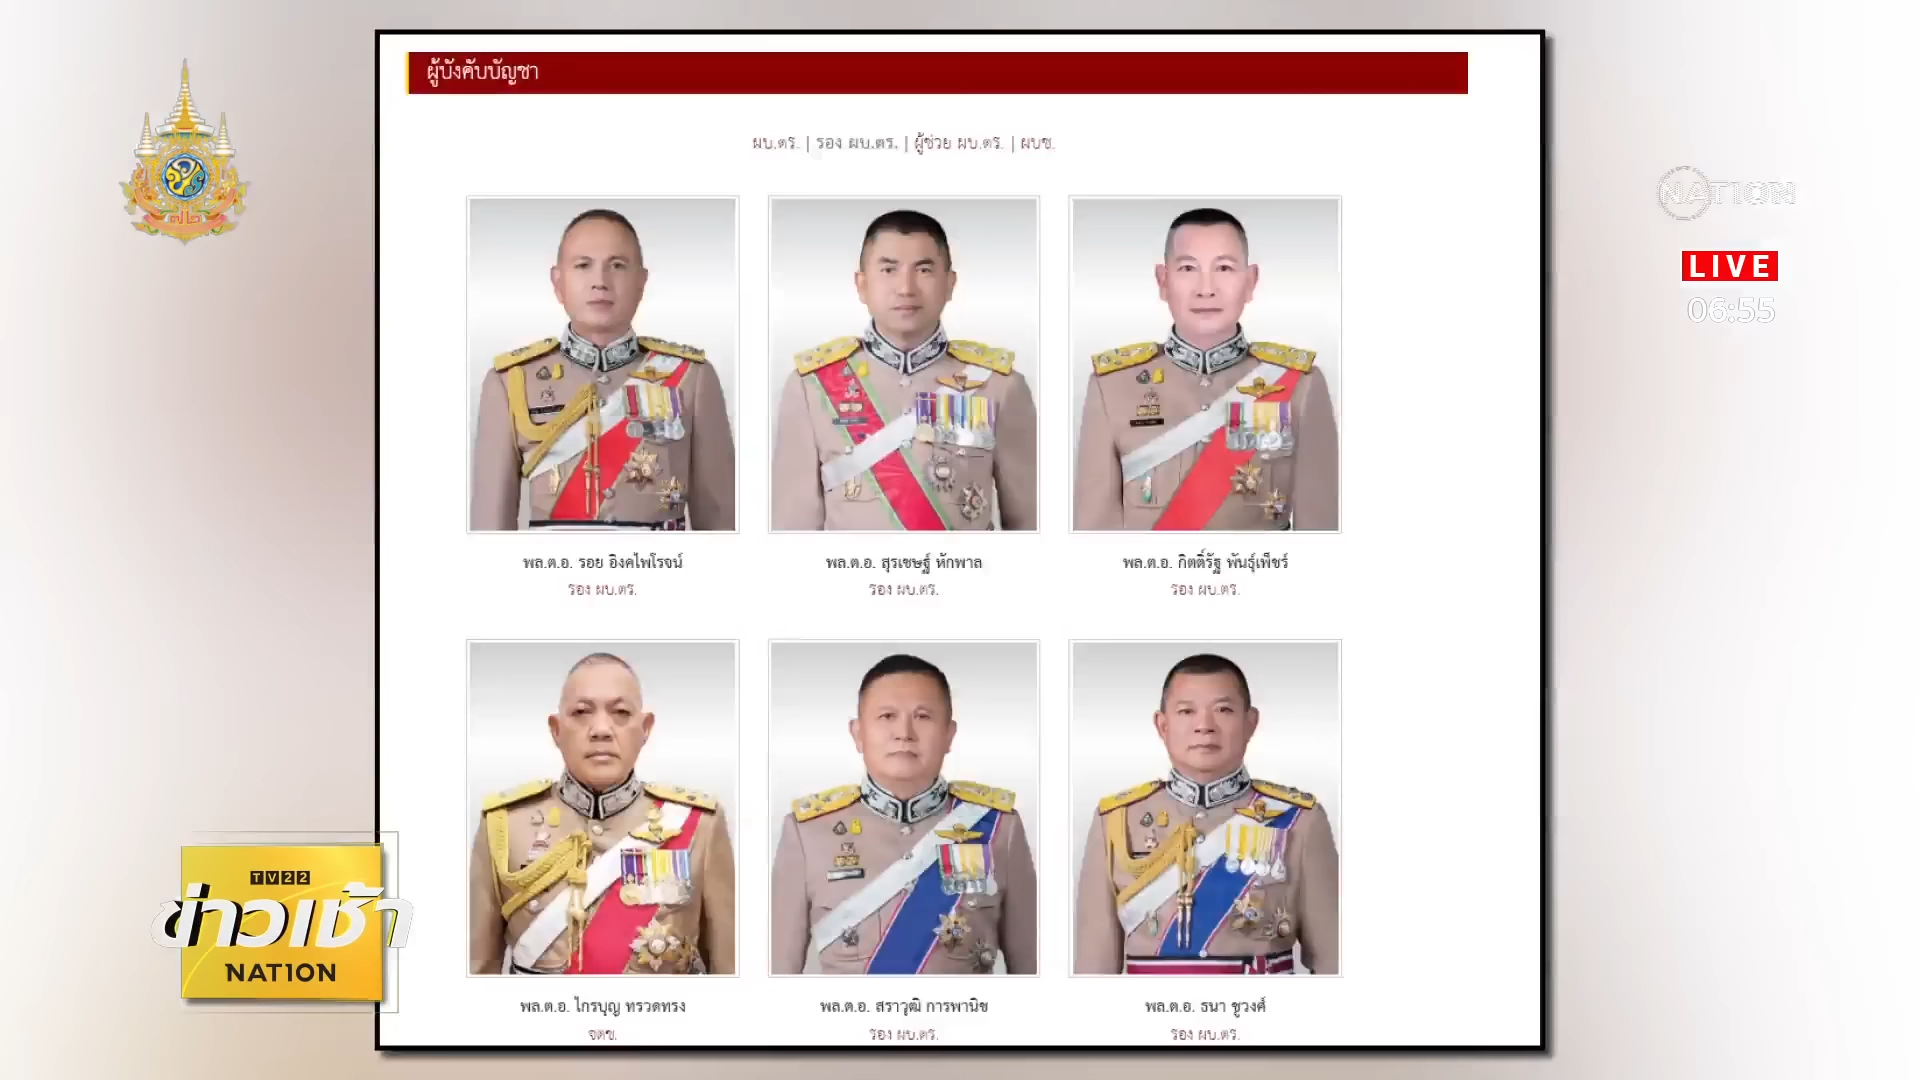 ผู้บังคับบัญชา
ผบ.ตร. | รอง ผบ.ตร. | ผู้ช่วย ผบ.ตร. | ผบช.
NATION
LIVE
06:55
พล.ต.อ. รอย อิงคไพโรจน์
รอง ผบ.ตร.
พล.ต.อ. สุรเชษฐ์ หักพาล
รอง ผบ.ตร.
พล.ต.อ. กิตติ์รัฐ พันธุ์เพ็ชร์
รอง ผบ.ตร.
พล.ต.อ. ไกรบุญ ทรวดทรง
จตช.
พล.ต.อ. สราวุฒิ การพานิช
รอง ผบ.ตร.
พล.ต.อ. ธนา ชูวงศ์
รอง ผบ.ตร.
TV22
ข่าวเช้า
NATION